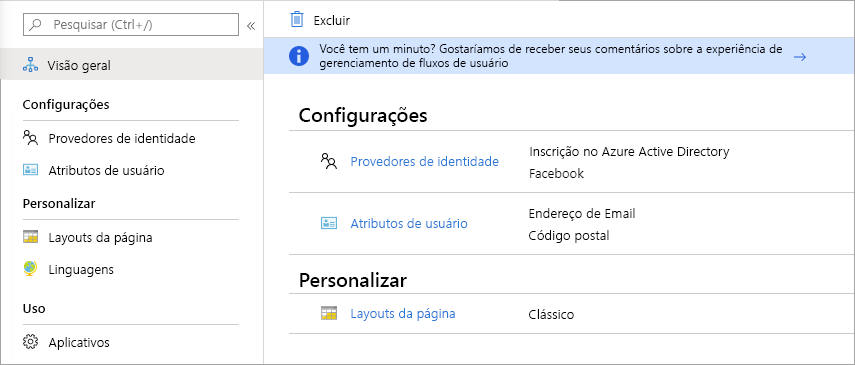 Pesquisar (Ctrl+/)
«
Visão geral
Configurações
Provedores de identidade
Atributos de usuário
Personalizar
Layouts da página
Linguagens
Uso
Aplicativos
Excluir
Você tem um minuto? Gostaríamos de receber seus comentários sobre a experiência de
gerenciamento de fluxos de usuário
Configurações
Provedores de identidade
Inscrição no Azure Active Directory
Facebook
Atributos de usuário
Endereço de Email
Código postal
Personalizar
Layouts da página
Clássico